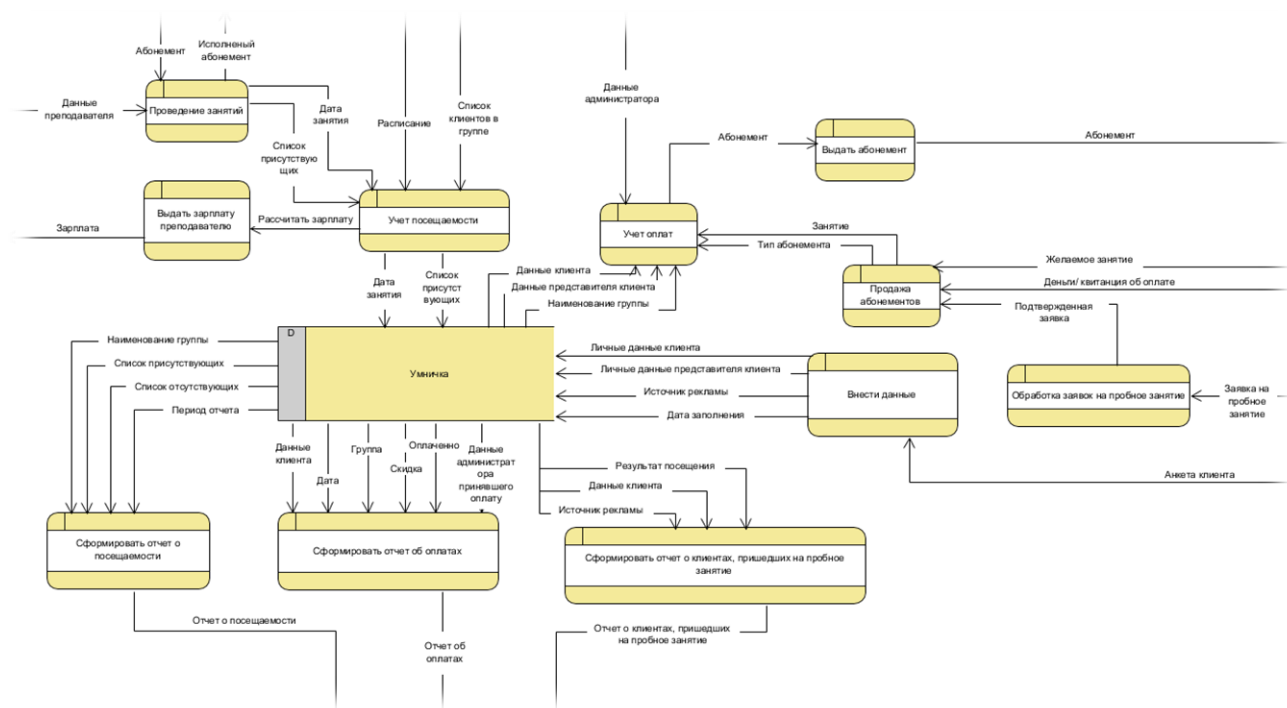 Абонемент
Исполненый
абонемент
Данные
преподавателя
Проведение занятий
Дата
занятия
Список
присутствую
щих
Расписание
Список
клиентов в
группе
Данные
администратора
Абонемент
Выдать абонемент
Абонемент
Выдать зарплату
преподавателю
Зарплата
Рассчитать зарплату
Учет посещаемости
Учет оплат
Занятие
Тип абонемента
Желаемое занятие
Деньги/ квитанция об оплате
Продажа
абонементов
Подтвержденная
заявка
Дата
занятия
Список
присутст
вующих
Данные клиента
Данные представителя клиента
Наименование группы
D
Умничка
Наименование группы
Список присутствующих
Список отсутствующих
Период отчета
Личные данные клиента
Личные данные представителя клиента
Источник рекламы
Дата заполнения
Внести данные
Обработка заявок на пробное занятие
Заявка на
пробное
занятие
Анкета клиента
Данные
клиента
Дата
Группа
Скидка
Оплаченно
Данные
администрат
ора
принявшего
оплату
Результат посещения
Данные клиента
Источник рекламы
Сформировать отчет о
посещаемости
Сформировать отчет об оплатах
Сформировать отчет о клиентах, пришедших на пробное
занятие
Отчет о посещаемости
Отчет об
оплатах
Отчет о клиентах, пришедших
на пробное занятие